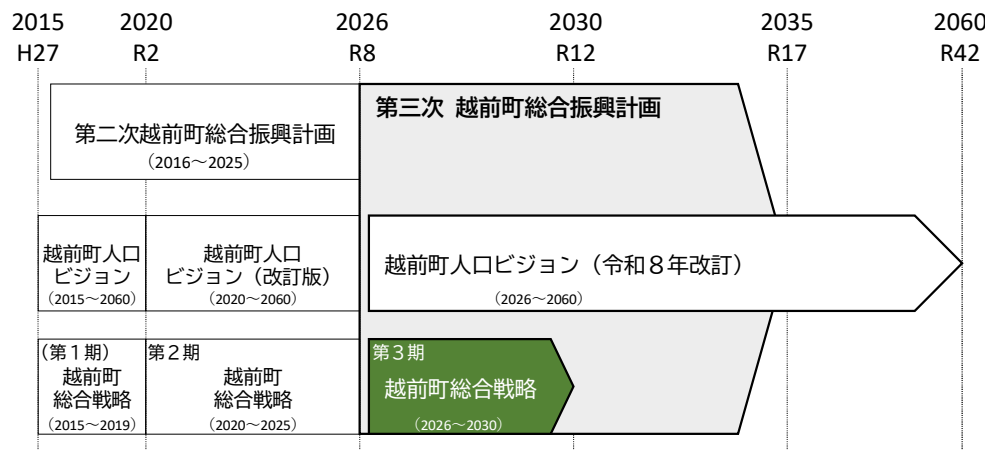 2015 2020 2026 2030 2035 2060
H27 R2 R8 R12 R17 R42
第二次越前町総合振興計画
（2016～2025）
第三次 越前町総合振興計画
越前町人口
ビジョン
（2015～2060）
越前町人口
ビジョン（改訂版）
（2020～2060）
越前町人口ビジョン（令和８年改訂）
（2026～2060）
(第１期)
越前町
総合戦略
（2015～2019）
第２期
越前町
総合戦略
（2020～2025）
第３期
越前町総合戦略
（2026～2030）